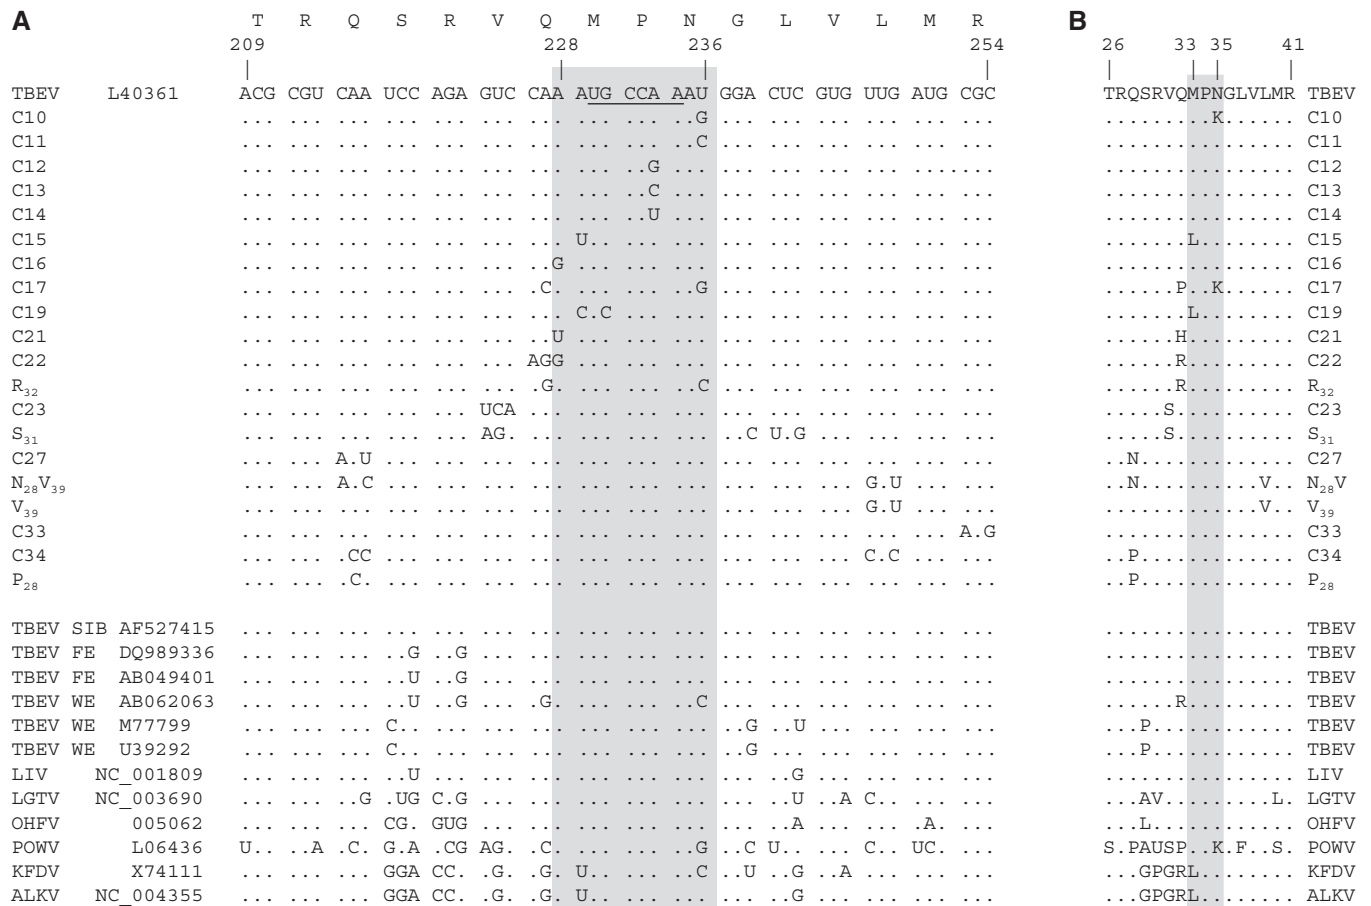 A T R Q S R V Q M P N G L V L M R B
209 228 236 254 26 33 35 41
TBEV L40361 ACG CGU CAA UCC AGA GUC CAA AUG CCA AAU GGA CUC GUG UUG AUG CGC TRQSRVQMPNGLVLMR TBEV
C10 ... ... ... ... ... ... ... ... ... ..G ... ... ... ... ... ... .........K...... C10
C11 ... ... ... ... ... ... ... ... ... ..C ... ... ... ... ... ... ................ C11
C12 ... ... ... ... ... ... ... ... ..G ... ... ... ... ... ... ... ................ C12
C13 ... ... ... ... ... ... ... ... ..C ... ... ... ... ... ... ... ................ C13
C14 ... ... ... ... ... ... ... ... ..U ... ... ... ... ... ... ... ................ C14
C15 ... ... ... ... ... ... ... U.. ... ... ... ... ... ... ... ... .......L........ C15
C16 ... ... ... ... ... ... ..G ... ... ... ... ... ... ... ... ... ................ C16
C17 ... ... ... ... ... ... .C. ... ... ..G ... ... ... ... ... ... ......P..K...... C17
C19 ... ... ... ... ... ... ... C.C ... ... ... ... ... ... ... ... .......L........ C19
C21 ... ... ... ... ... ... ..U ... ... ... ... ... ... ... ... ... ......H......... C21
C22 ... ... ... ... ... ... AGG ... ... ... ... ... ... ... ... ... ......R......... C22
R32 ... ... ... ... ... ... .G. ... ... ..C ... ... ... ... ... ... ......R......... R32
C23 ... ... ... ... ... UCA ... ... ... ... ... ... ... ... ... ... .....S.......... C23
S31 ... ... ... ... ... AG. ... ... ... ... ..C U.G ... ... ... ... .....S.......... S31
C27 ... ... A.U ... ... ... ... ... ... ... ... ... ... ... ... ... ..N............. C27
N28V39 ... ... A.C ... ... ... ... ... ... ... ... ... ... G.U ... ... ..N..........V.. N28V
V39 ... ... ... ... ... ... ... ... ... ... ... ... ... G.U ... ... .............V.. V39
C33 ... ... ... ... ... ... ... ... ... ... ... ... ... ... ... A.G ................ C33
C34 ... ... .CC ... ... ... ... ... ... ... ... ... ... C.C ... ... ..P............. C34
P28 ... ... .C. ... ... ... ... ... ... ... ... ... ... ... ... ... ..P............. P28
TBEV SIB AF527415 ... ... ... ... ... ... ... ... ... ... ... ... ... ... ... ... ................ TBEV
TBEV FE DQ989336 ... ... ... ..G ..G ... ... ... ... ... ... ... ... ... ... ... ................ TBEV
TBEV FE AB049401 ... ... ... ..U ..G ... ... ... ... ... ... ... ... ... ... ... ................ TBEV
TBEV WE AB062063 ... ... ... ..U ..G ... .G. ... ... ..C ... ... ... ... ... ... ......R......... TBEV
TBEV WE M77799 ... ... ... C.. ... ... ... ... ... ... ..G ..U ... ... ... ... ...P............ TBEV
TBEV WE U39292 ... ... ... C.. ... ... ... ... ... ... ..G ... ... ... ... ... ...P............ TBEV
LIV NC_001809 ... ... ... ..U ... ... ... ... ... ... ... ..G ... ... ... ... ................ LIV
LGTV NC_003690 ... ... ..G .UG C.G ... ... ... ... ... ... ..U ..A C.. ... ... ...AV.........L. LGTV
OHFV 005062 ... ... ... CG. GUG ... ... ... ... ... ... ..A ... ... .A. ... ...L............ OHFV
POWV L06436 U.. ..A .C. G.A .CG AG. .C. ... ... ..G ..C U.. ... C.. UC. ... S.PAUSP..K.F..S. POWV
KFDV X74111 ... ... ... GGA CC. .G. .G. U.. ... ..C ..U ..G ..A ... ... ... ...GPGRL........ KFDV
ALKV NC_004355 ... ... ... GGA CC. .G. .G. U.. ... ... ... ..G ... ... ... ... ...GPGRL........ ALKV